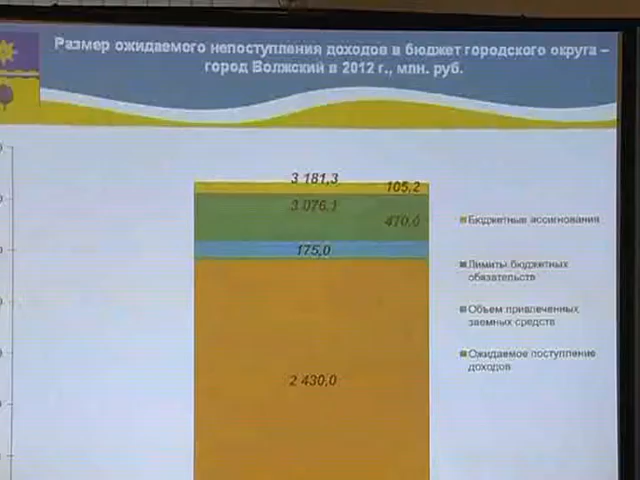 Размер ожидаемого непоступления доходов в бюджет городского округа –
город Волжский в 2012 г., млн. руб.
3 181,3
105,2
3 076,1
470,0
175,0
2 430,0
Бюджетные ассигнования
Лимиты бюджетных
обязательств
Объем привлеченных
заемных средств
Ожидаемое поступление
доходов